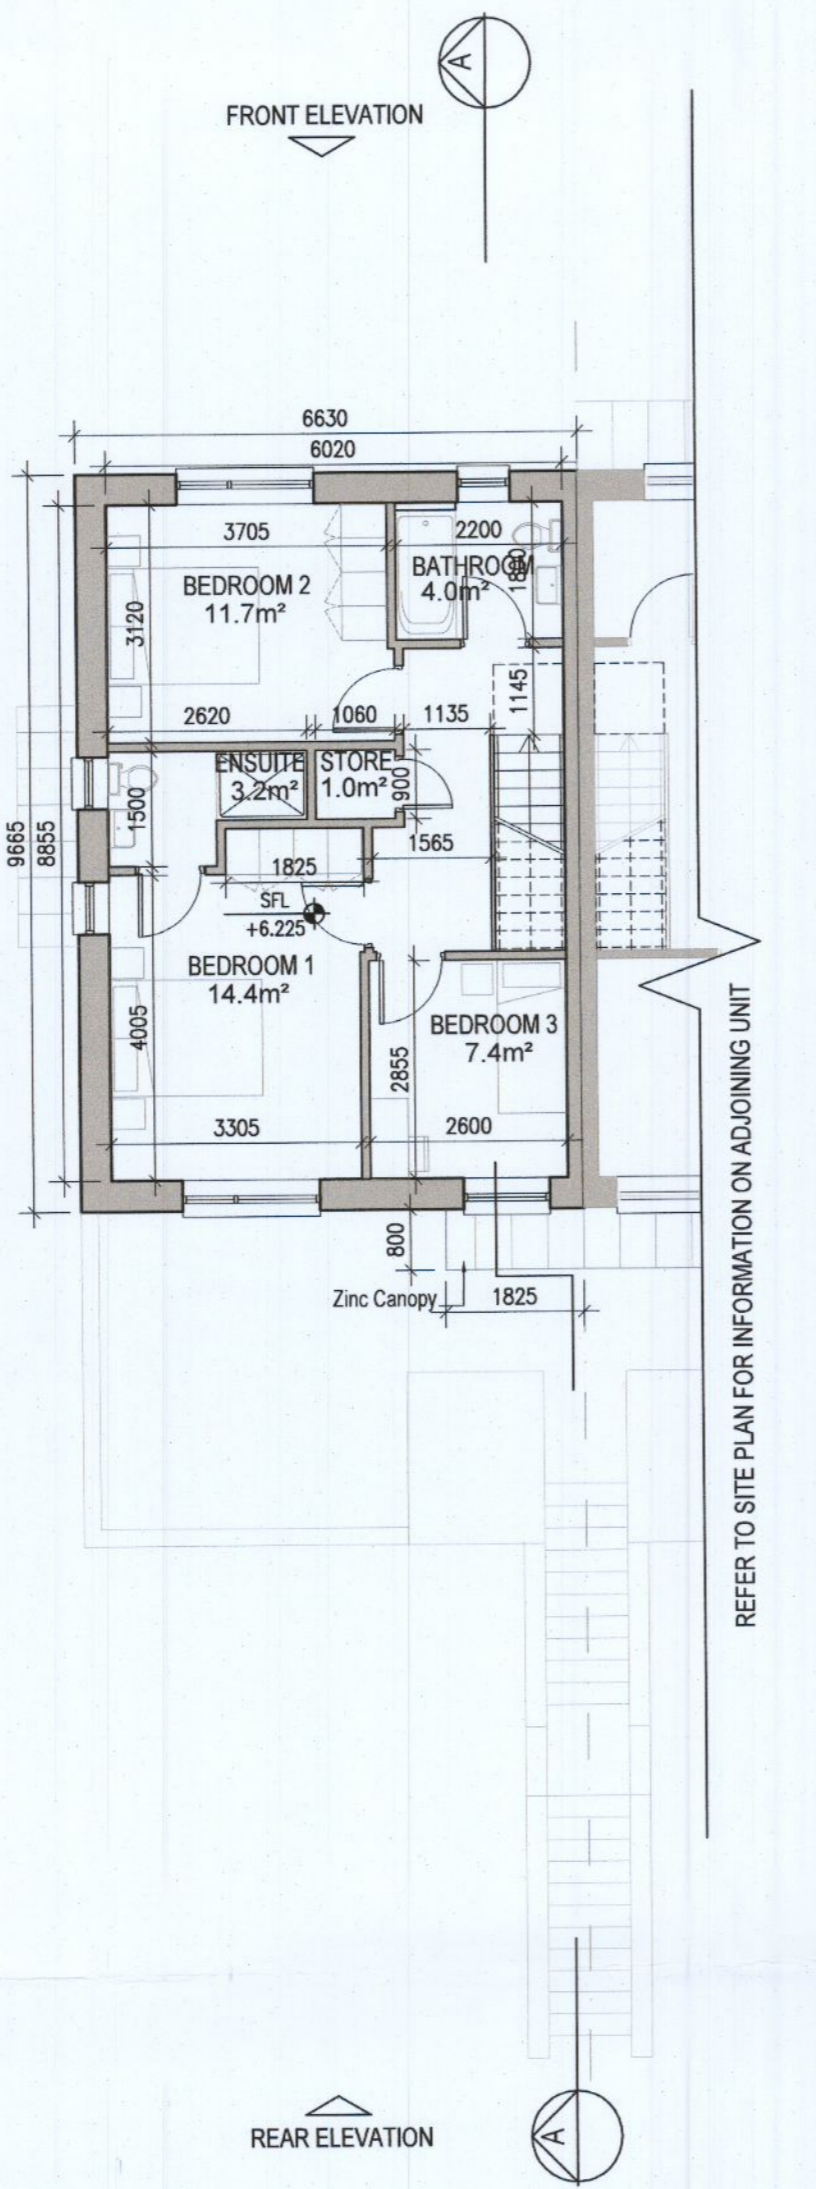 A
FRONT ELEVATION
6630
6020
3705
2200
BEDROOM 2
11.7m²
BATHROOM
4.0m²
1800
3120
1145
2620
1060
1135
ENSUITE
3.2m²
STORE
1.0m²
900
1500
9665
8855
1565
1825
SFL
+6.225
BEDROOM 1
14.4m²
4005
BEDROOM 3
7.4m²
2855
3305
2600
800
Zinc Canopy
1825
REFER TO SITE PLAN FOR INFORMATION ON ADJOINING UNIT
REAR ELEVATION
A